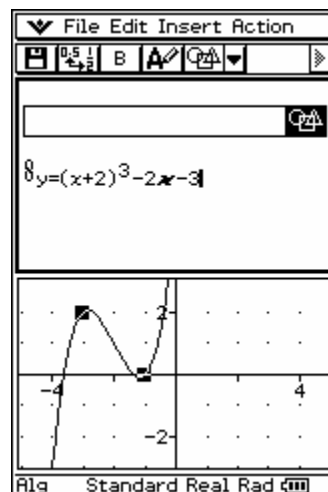 File Edit Insert Action
0.5 1 2 B A
8y=(x+2)³-2x-3
2
-4 4
-2
Alg Standard Real Rad